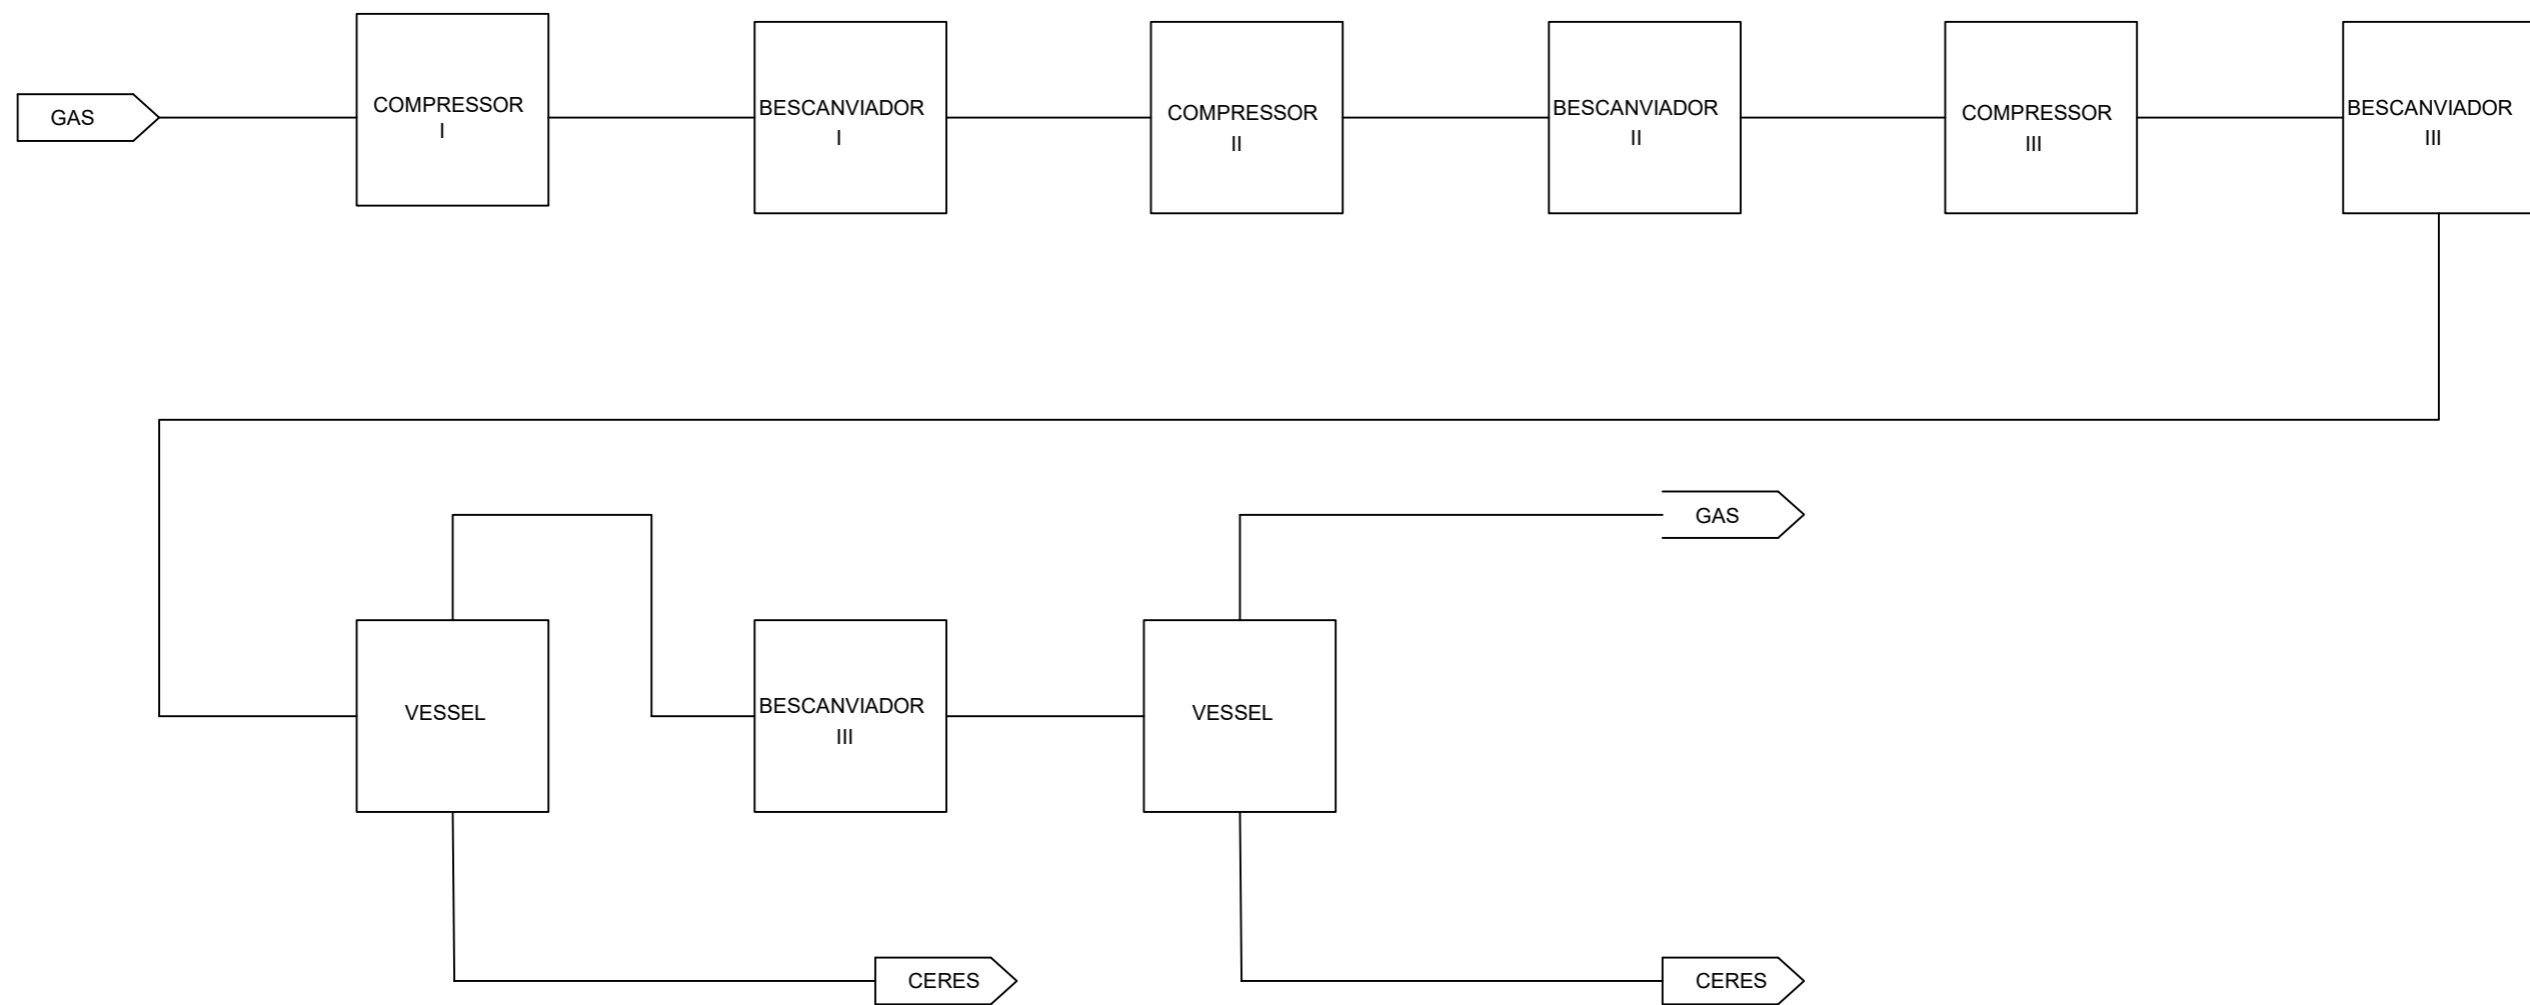 GAS
COMPRESSOR
I
BESCANVIADOR
I
COMPRESSOR
II
BESCANVIADOR
II
COMPRESSOR
III
BESCANVIADOR
III
GAS
VESSEL
BESCANVIADOR
III
VESSEL
CERES
CERES